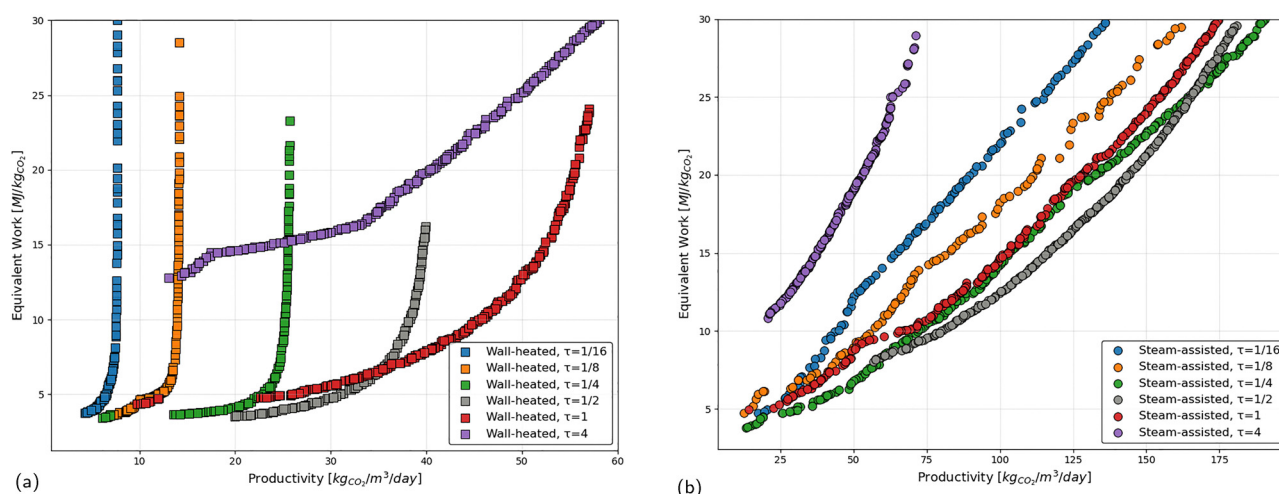 30
25
20
15
10
5
Equivalent Work [MJ/kg_CO2]
10 20 30 40 50 60
Productivity [kg_CO2/m³/day]
Wall-heated, τ=1/16
Wall-heated, τ=1/8
Wall-heated, τ=1/4
Wall-heated, τ=1/2
Wall-heated, τ=1
Wall-heated, τ=4
(a)
30
25
20
15
10
5
Equivalent Work [MJ/kg_CO2]
25 50 75 100 125 150 175
Productivity [kg_CO2/m³/day]
Steam-assisted, τ=1/16
Steam-assisted, τ=1/8
Steam-assisted, τ=1/4
Steam-assisted, τ=1/2
Steam-assisted, τ=1
Steam-assisted, τ=4
(b)